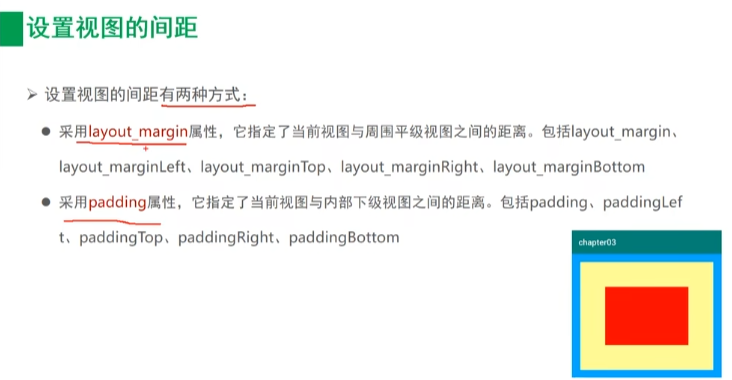 设置视图的间距
➢ 设置视图的间距有两种方式：
● 采用layout_margin属性，它指定了当前视图与周围平级视图之间的距离。包括layout_margin、
layout_marginLeft、layout_marginTop、layout_marginRight、layout_marginBottom
● 采用padding属性，它指定了当前视图与内部下级视图之间的距离。包括padding、paddingLef
t、paddingTop、paddingRight、paddingBottom
chapter03